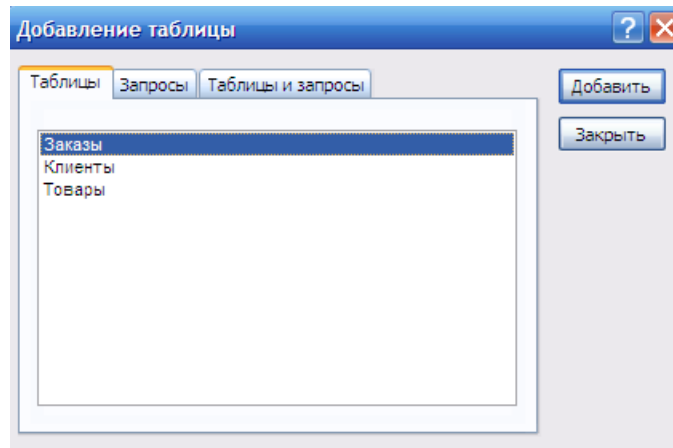 Добавление таблицы
Таблицы Запросы Таблицы и запросы
Добавить
Закрыть
Заказы
Клиенты
Товары